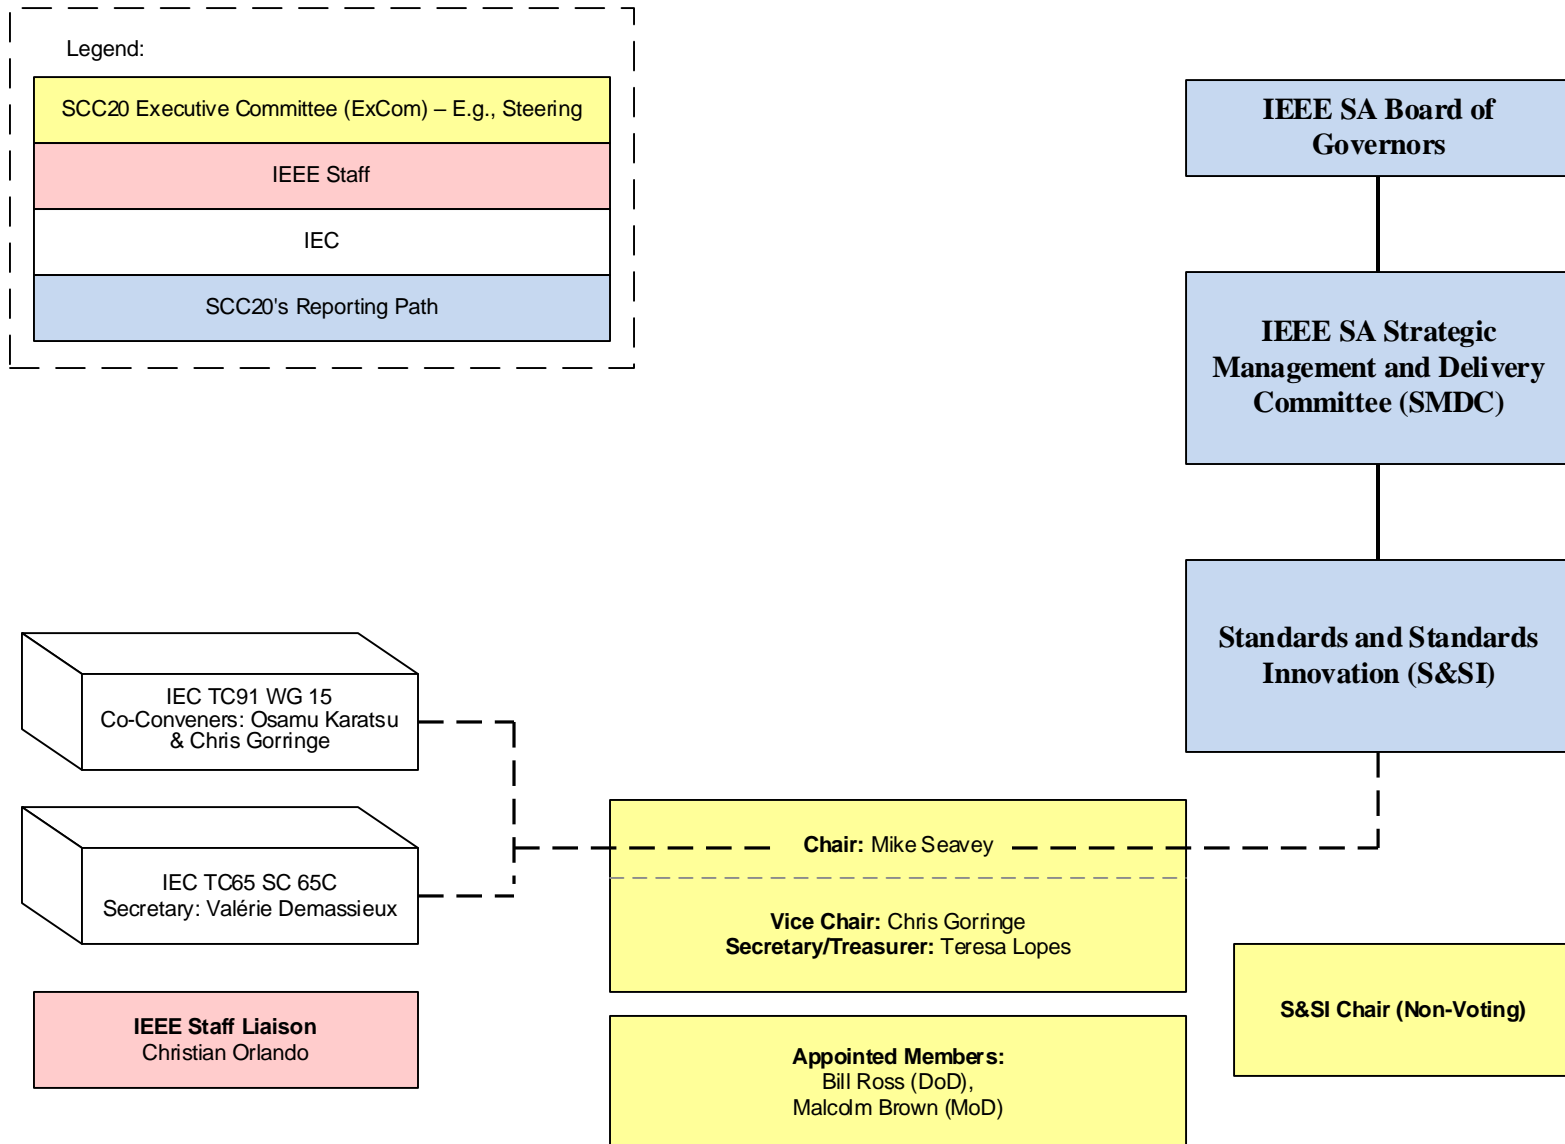 Legend:
SCC20 Executive Committee (ExCom) – E.g., Steering
IEEE Staff
IEC
SCC20's Reporting Path
IEEE SA Board of
Governors
IEEE SA Strategic
Management and Delivery
Committee (SMDC)
Standards and Standards
Innovation (S&SI)
IEC TC91 WG 15
Co-Conveners: Osamu Karatsu
& Chris Gorringe
IEC TC65 SC 65C
Secretary: Valérie Demassieux
IEEE Staff Liaison
Christian Orlando
Chair: Mike Seavey
Vice Chair: Chris Gorringe
Secretary/Treasurer: Teresa Lopes
Appointed Members:
Bill Ross (DoD),
Malcolm Brown (MoD)
S&SI Chair (Non-Voting)